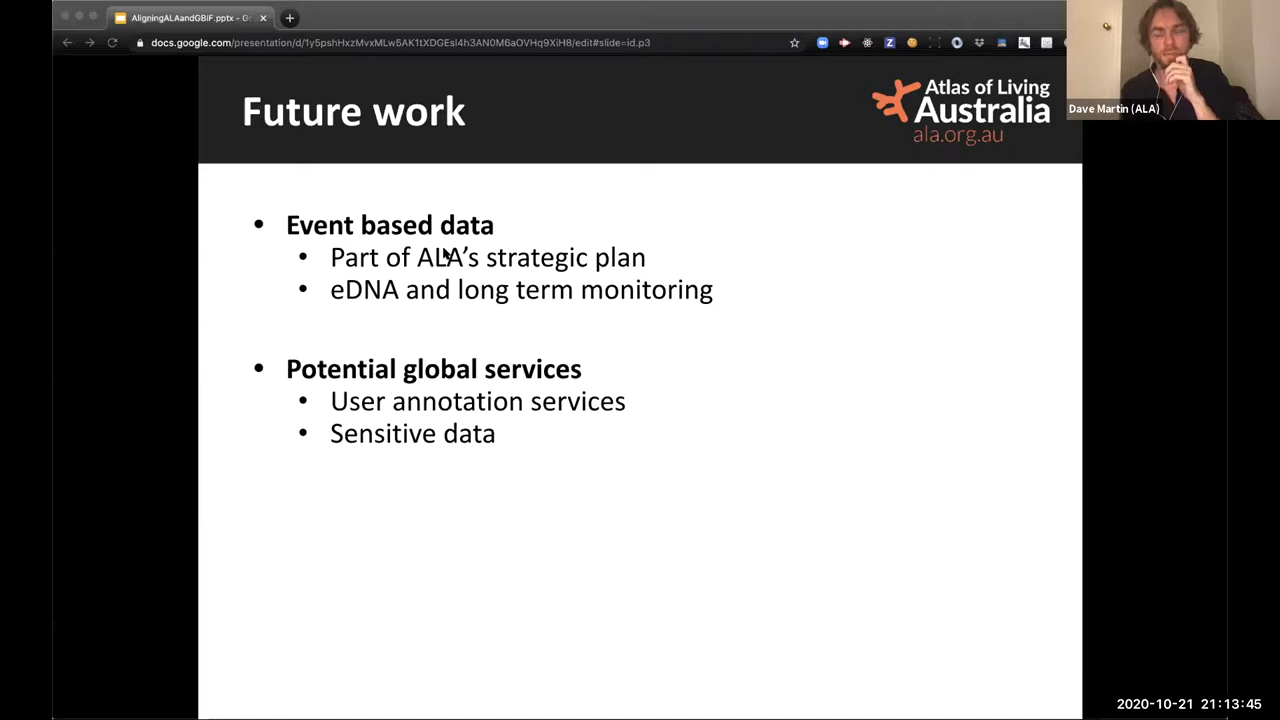 AligningALAandGBIF.pptx - Go
docs.google.com/presentation/d/1y5pshHxzMvxMLw5AK1tXDGEsl4h3AN0M6aOVHq9XiH8/edit#slide=id.p3
Dave Martin (ALA)
Future work
Atlas of Living
Australia
ala.org.au
• Event based data
• Part of ALA's strategic plan
• eDNA and long term monitoring
• Potential global services
• User annotation services
• Sensitive data
2020-10-21 21:13:45